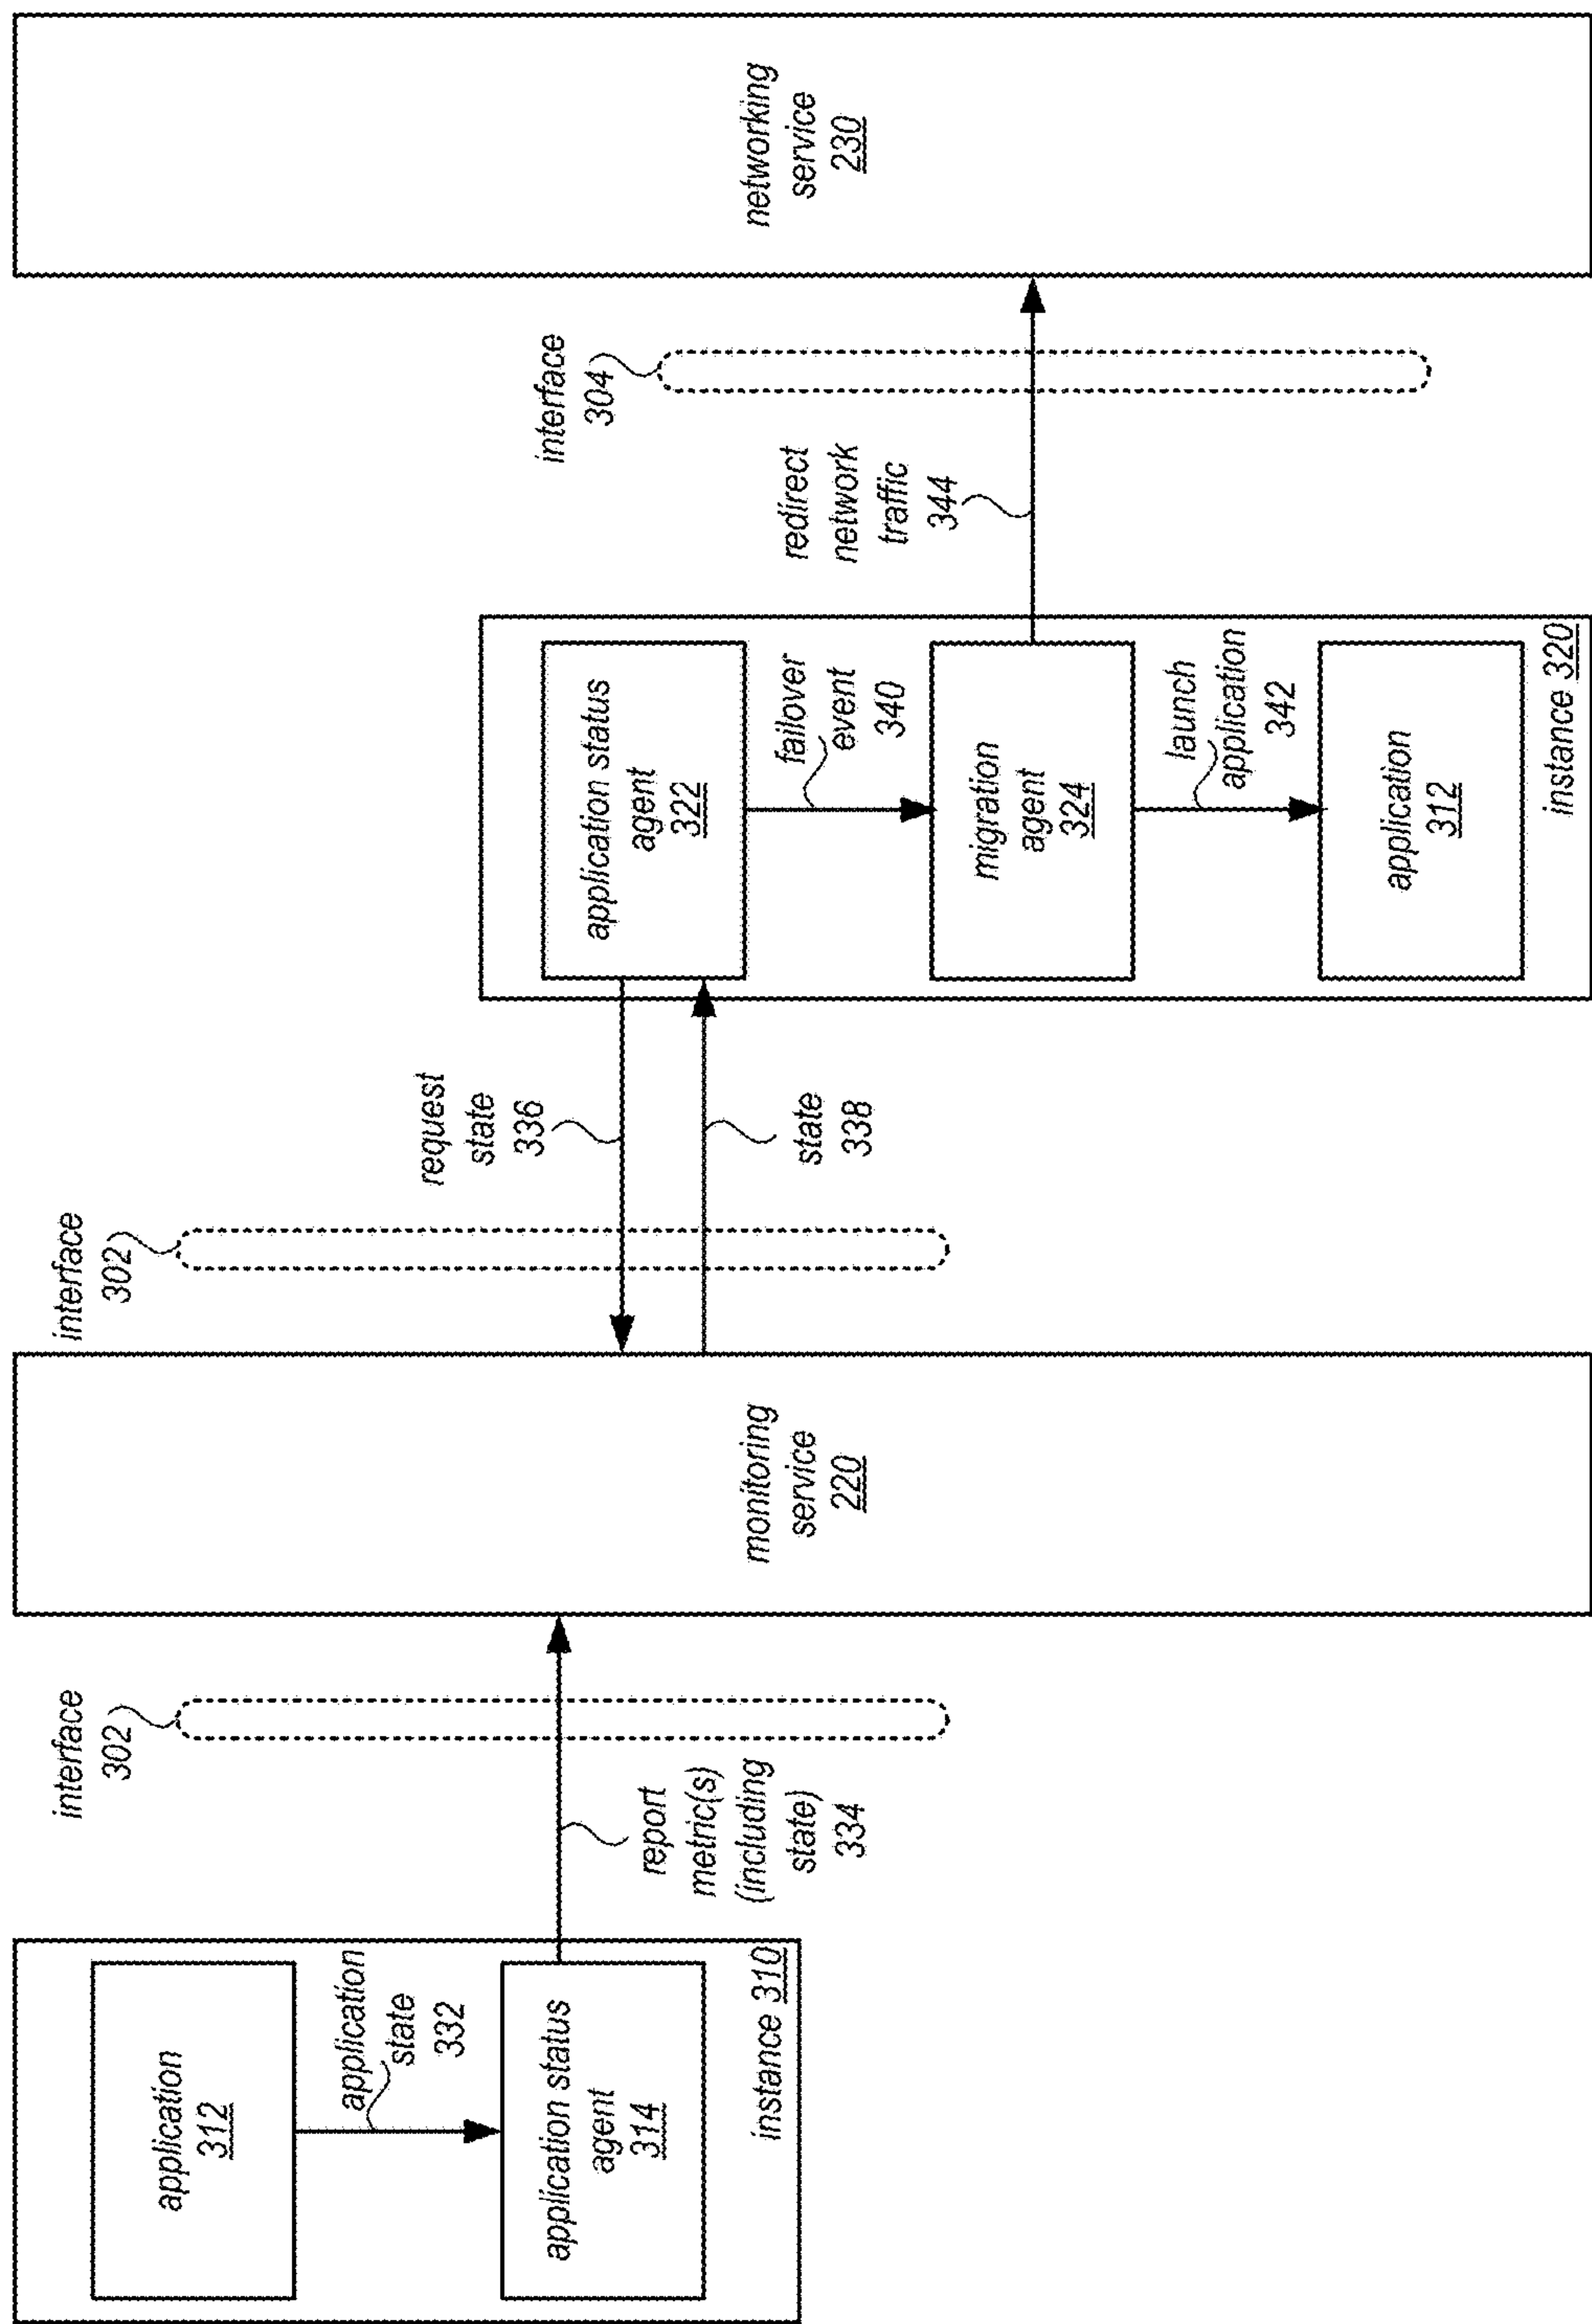 application
312
application
state
332
application status
agent
314
instance 310
interface
302
report
metric(s)
(including
state)
334
monitoring
service
220
interface
302
request
state
336
state
338
application status
agent
322
failover
event
340
migration
agent
324
launch
application
342
application
312
instance 320
interface
304
redirect
network
traffic
344
networking
service
230